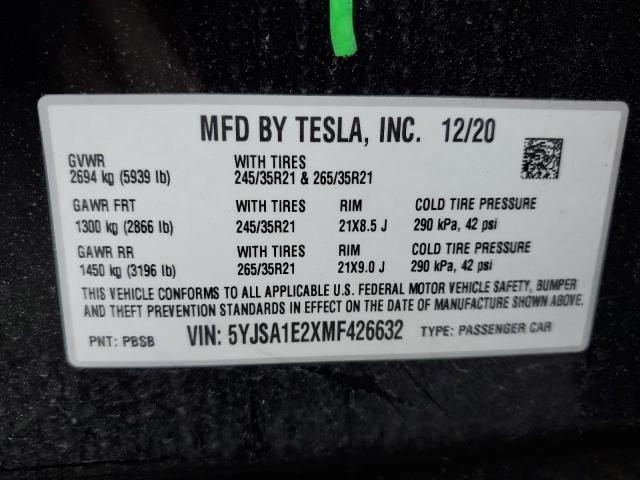 MFD BY TESLA, INC. 12/20
GVWR WITH TIRES
2694 kg (5939 lb) 245/35R21 & 265/35R21
GAWR FRT WITH TIRES RIM COLD TIRE PRESSURE
1300 kg (2866 lb) 245/35R21 21X8.5 J 290 kPa, 42 psi
GAWR RR WITH TIRES RIM COLD TIRE PRESSURE
1450 kg (3196 lb) 265/35R21 21X9.0 J 290 kPa, 42 psi
THIS VEHICLE CONFORMS TO ALL APPLICABLE U.S. FEDERAL MOTOR VEHICLE SAFETY, BUMPER
AND THEFT PREVENTION STANDARDS IN EFFECT ON THE DATE OF MANUFACTURE SHOWN ABOVE.
PNT: PBSB VIN: 5YJSA1E2XMF426632 TYPE: PASSENGER CAR